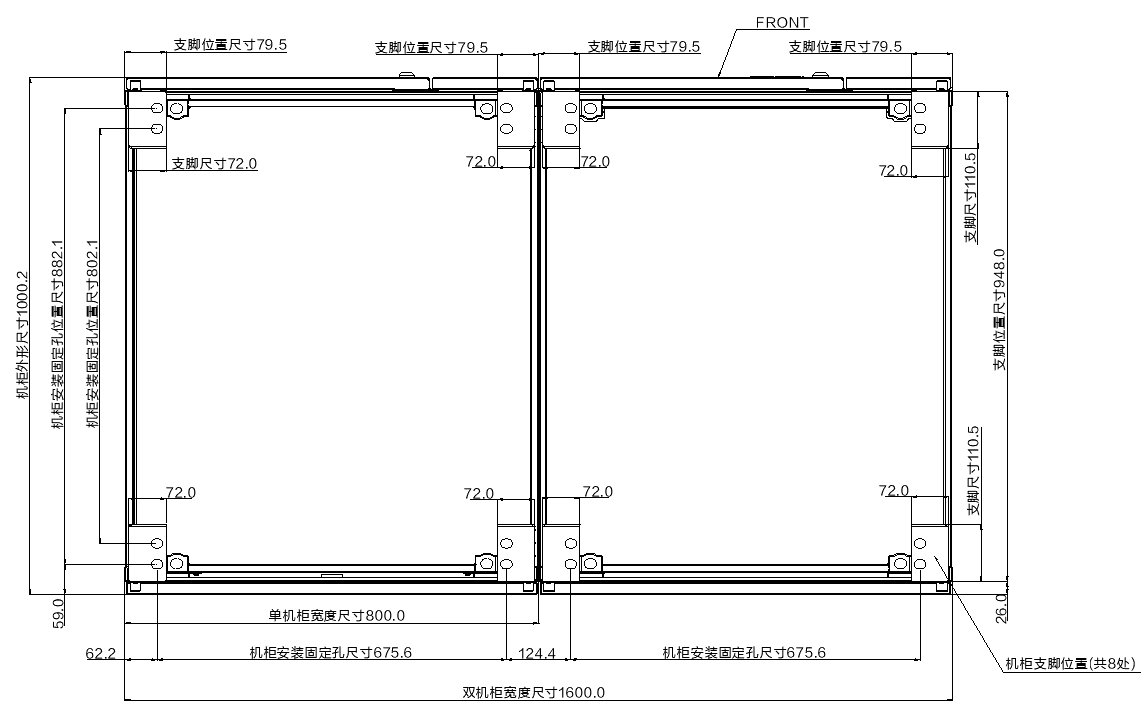 FRONT
支脚位置尺寸79.5
支脚位置尺寸79.5
支脚位置尺寸79.5
支脚位置尺寸79.5
支脚尺寸72.0
72.0
72.0
72.0
支脚尺寸110.5
机柜外形尺寸1000.2
机柜安装固定孔位置尺寸882.1
机柜安装固定孔位置尺寸802.1
支脚位置尺寸948.0
支脚尺寸110.5
72.0
72.0
72.0
72.0
59.0
26.0
单机柜宽度尺寸800.0
62.2
机柜安装固定孔尺寸675.6
124.4
机柜安装固定孔尺寸675.6
机柜支脚位置(共8处)
双机柜宽度尺寸1600.0